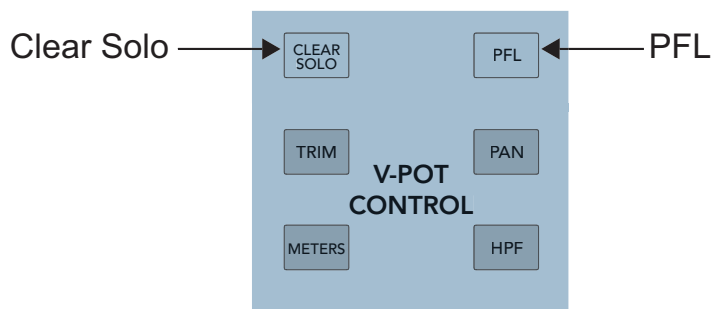 Clear Solo
CLEAR
SOLO
PFL
PFL
TRIM
PAN
V-POT
CONTROL
METERS
HPF